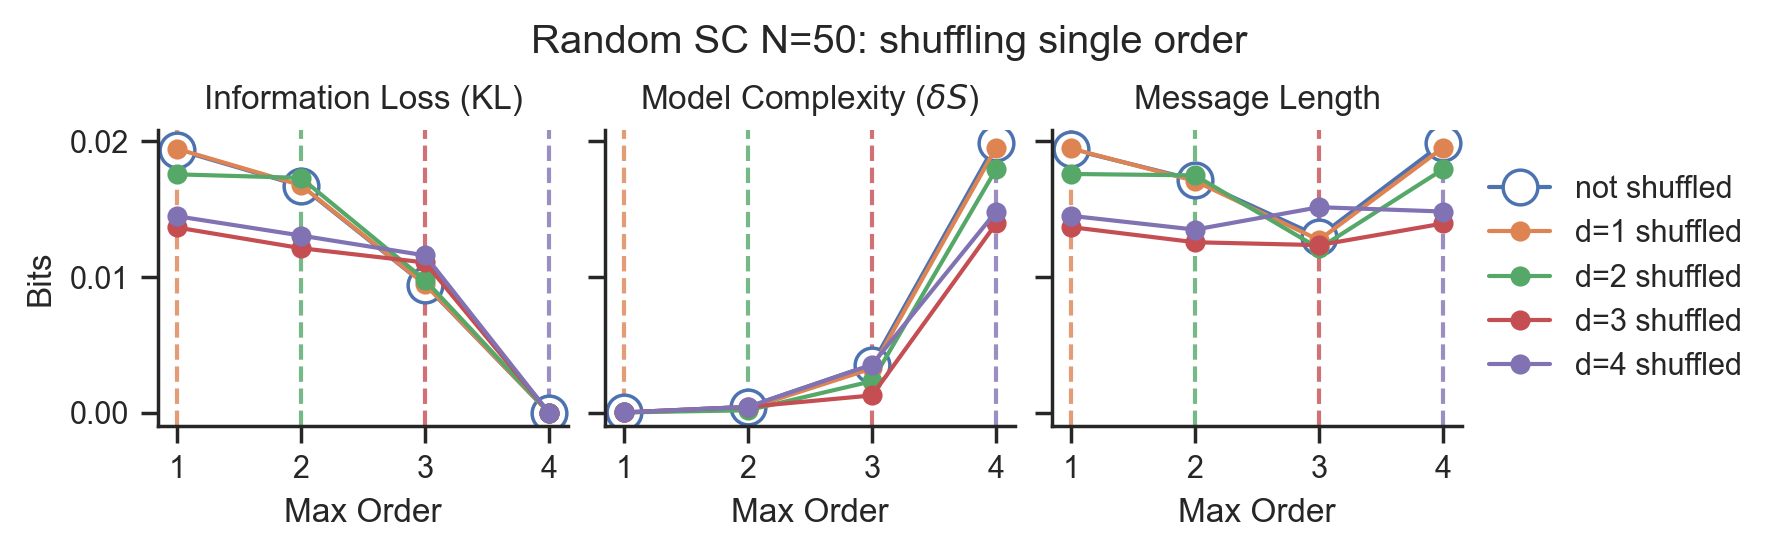 Random SC N=50: shuffling single order
Information Loss (KL)
Model Complexity (δS)
Message Length
Bits
0.02
0.01
0.00
1 2 3 4
1 2 3 4
1 2 3 4
Max Order
Max Order
Max Order
not shuffled
d=1 shuffled
d=2 shuffled
d=3 shuffled
d=4 shuffled